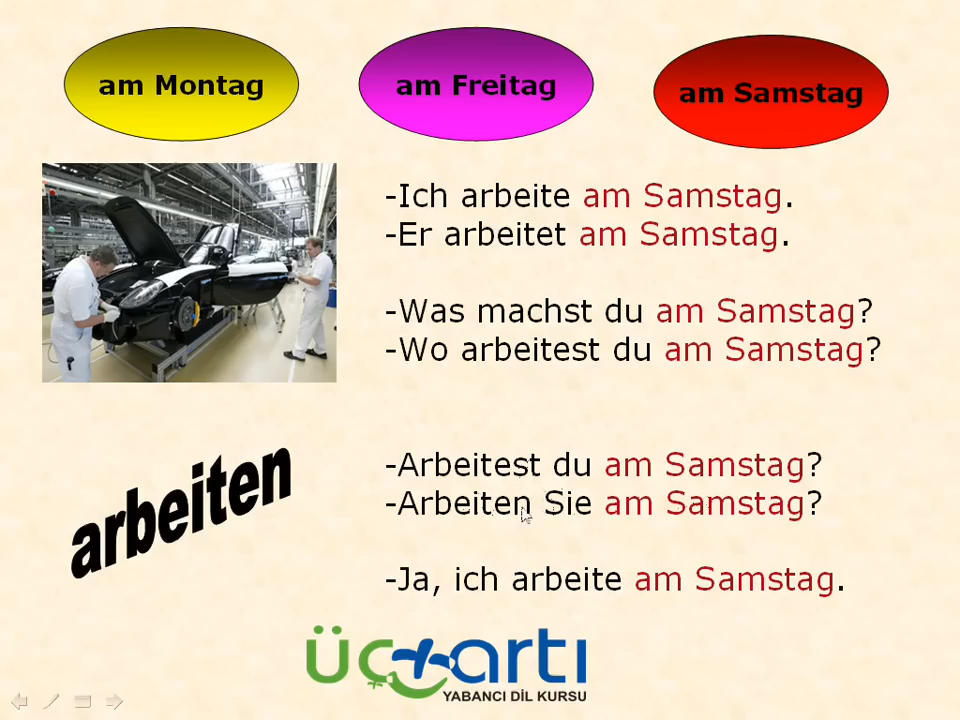 am Montag
am Freitag
am Samstag
-Ich arbeite am Samstag.
-Er arbeitet am Samstag.
-Was machst du am Samstag?
-Wo arbeitest du am Samstag?
arbeiten
-Arbeitest du am Samstag?
-Arbeiten Sie am Samstag?
-Ja, ich arbeite am Samstag.
üç+artı
YABANCI DİL KURSU